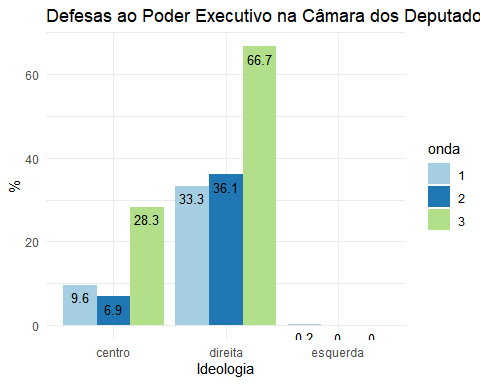 Defesas ao Poder Executivo na Câmara dos Deputado
%
60
40
20
0
9.6
6.9
28.3
33.3
36.1
66.7
0.2
0
0
centro
direita
esquerda
Ideologia
onda
1
2
3